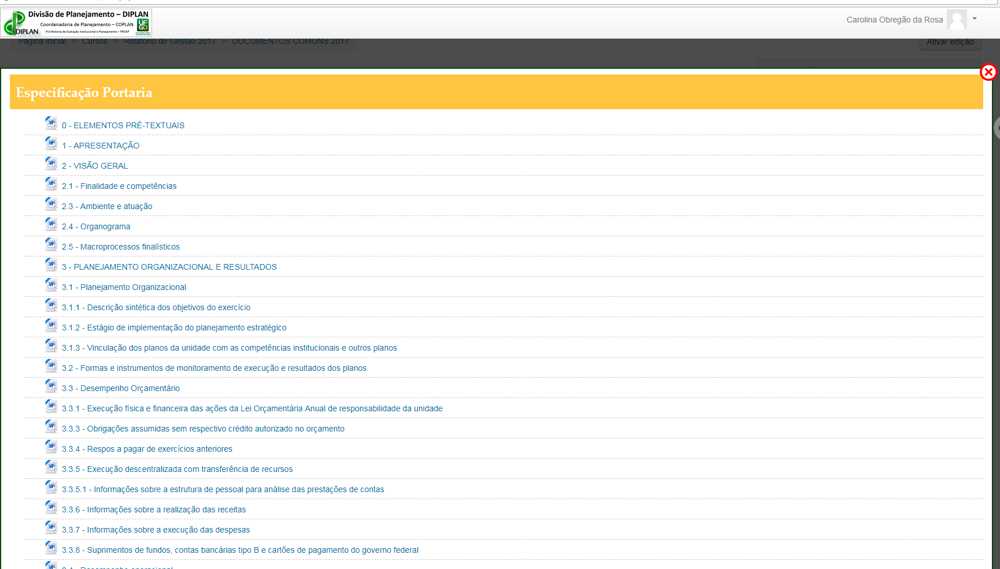 Divisão de Planejamento – DIPLAN
Coordenadoria de Planejamento – COPLAN
Pró-Reitoria de Avaliação Institucional e Planejamento – PROAP
DIPLAN
UFGD
Carolina Obregão da Rosa
Página inicial ► Cursos ► Relatório de Gestão 2017 ► DOCUMENTOS COMUNS 2017
Ativar edição
Especificação Portaria
0 - ELEMENTOS PRÉ-TEXTUAIS
1 - APRESENTAÇÃO
2 - VISÃO GERAL
2.1 - Finalidade e competências
2.3 - Ambiente e atuação
2.4 - Organograma
2.5 - Macroprocessos finalísticos
3 - PLANEJAMENTO ORGANIZACIONAL E RESULTADOS
3.1 - Planejamento Organizacional
3.1.1 - Descrição sintética dos objetivos do exercício
3.1.2 - Estágio de implementação do planejamento estratégico
3.1.3 - Vinculação dos planos da unidade com as competências institucionais e outros planos
3.2 - Formas e instrumentos de monitoramento de execução e resultados dos planos
3.3 - Desempenho Orçamentário
3.3.1 - Execução física e financeira das ações da Lei Orçamentária Anual de responsabilidade da unidade
3.3.3 - Obrigações assumidas sem respectivo crédito autorizado no orçamento
3.3.4 - Respos a pagar de exercícios anteriores
3.3.5 - Execução descentralizada com transferência de recursos
3.3.5.1 - Informações sobre a estrutura de pessoal para análise das prestações de contas
3.3.6 - Informações sobre a realização das receitas
3.3.7 - Informações sobre a execução das despesas
3.3.8 - Suprimentos de fundos, contas bancárias tipo B e cartões de pagamento do governo federal
3.4 - Desempenho operacional